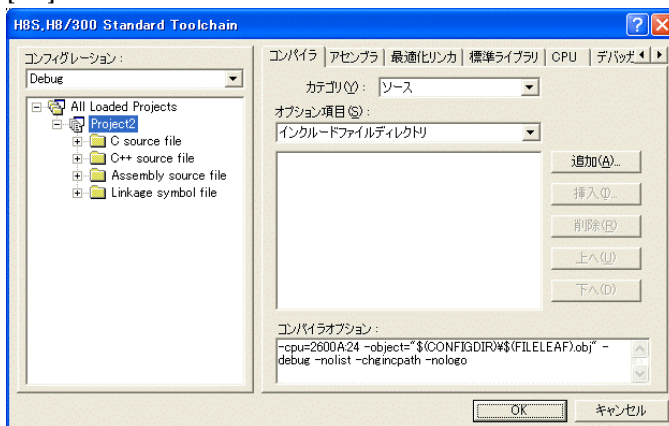 H8S,H8/300 Standard Toolchain
コンフィグレーション :
Debug
All Loaded Projects
Project2
C source file
C++ source file
Assembly source file
Linkage symbol file
コンパイラ アセンブラ 最適化リンカ 標準ライブラリ CPU デバッガ
カテゴリ(Y) : ソース
オプション項目(S) :
インクルードファイルディレクトリ
追加(A)...
挿入(I)...
削除(R)
上へ(U)
下へ(D)
コンパイラオプション :
-cpu=2600A:24 -object="$(CONFIGDIR)¥$(FILELEAF).obj" -
debug -nolist -chgincpath -nologo
OK キャンセル